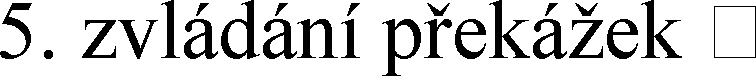 5. zvládání překážek □